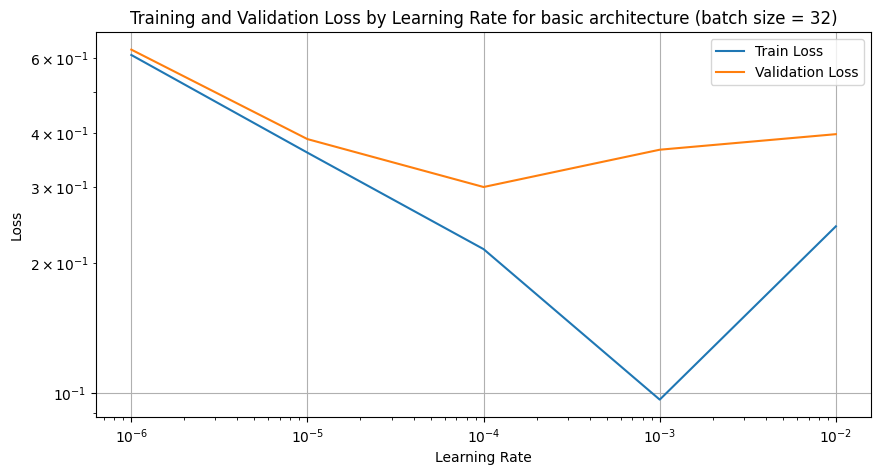 Training and Validation Loss by Learning Rate for basic architecture (batch size = 32)
Train Loss
Validation Loss
6 × 10⁻¹
4 × 10⁻¹
3 × 10⁻¹
2 × 10⁻¹
10⁻¹
Loss
10⁻⁶ 10⁻⁵ 10⁻⁴ 10⁻³ 10⁻²
Learning Rate